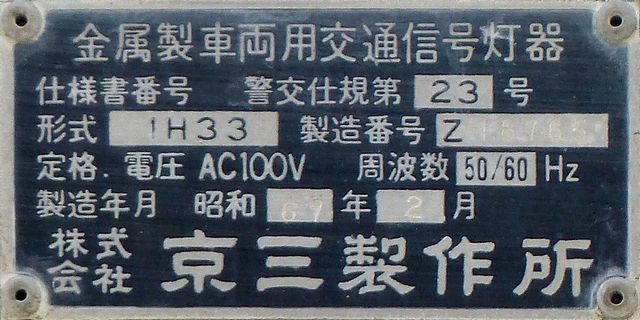 金属製車両用交通信号灯器
仕様書番号 警交仕規第 23 号
形式 1H33 製造番号 Z
定格. 電圧 AC100V 周波数 50/60 Hz
製造年月 昭和 年 2 月
株式会社 京三製作所